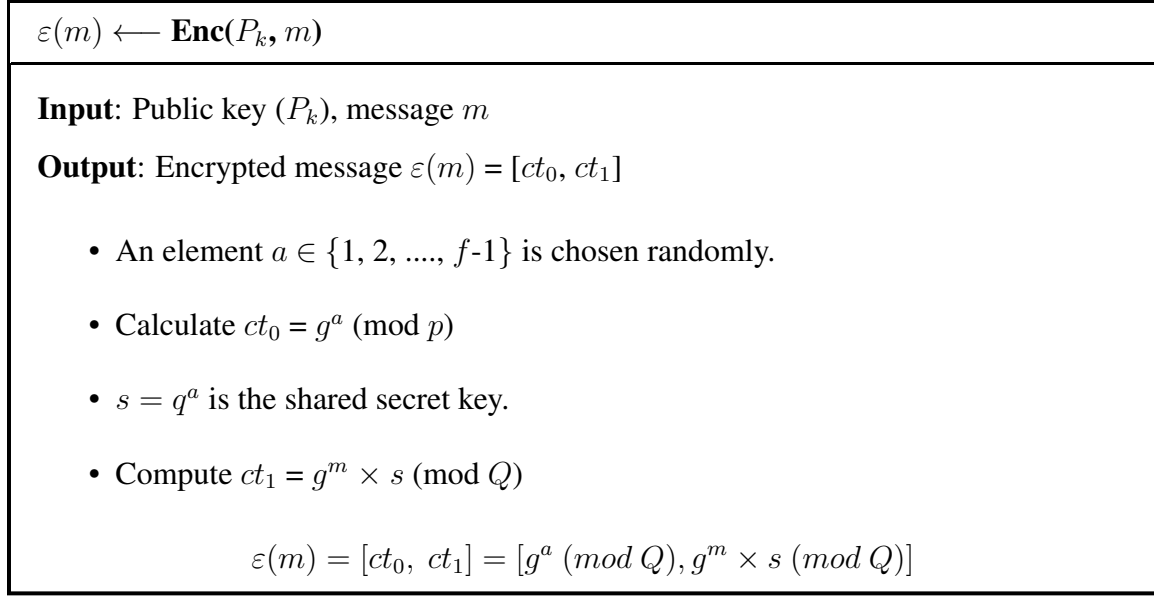 ε(m) ⟵ Enc(P_k, m)
Input: Public key (P_k), message m
Output: Encrypted message ε(m) = [ct_0, ct_1]
• An element a ∈ {1, 2, ...., f-1} is chosen randomly.
• Calculate ct_0 = g^a (mod p)
• s = q^a is the shared secret key.
• Compute ct_1 = g^m × s (mod Q)
ε(m) = [ct_0, ct_1] = [g^a (mod Q), g^m × s (mod Q)]